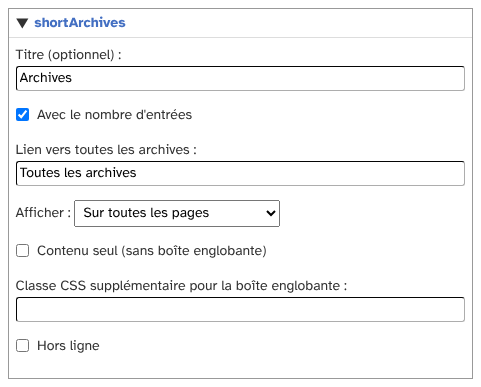 shortArchives
Titre (optionnel) :
Archives
Avec le nombre d'entrées
Lien vers toutes les archives :
Toutes les archives
Afficher : Sur toutes les pages
Contenu seul (sans boîte englobante)
Classe CSS supplémentaire pour la boîte englobante :
Hors ligne